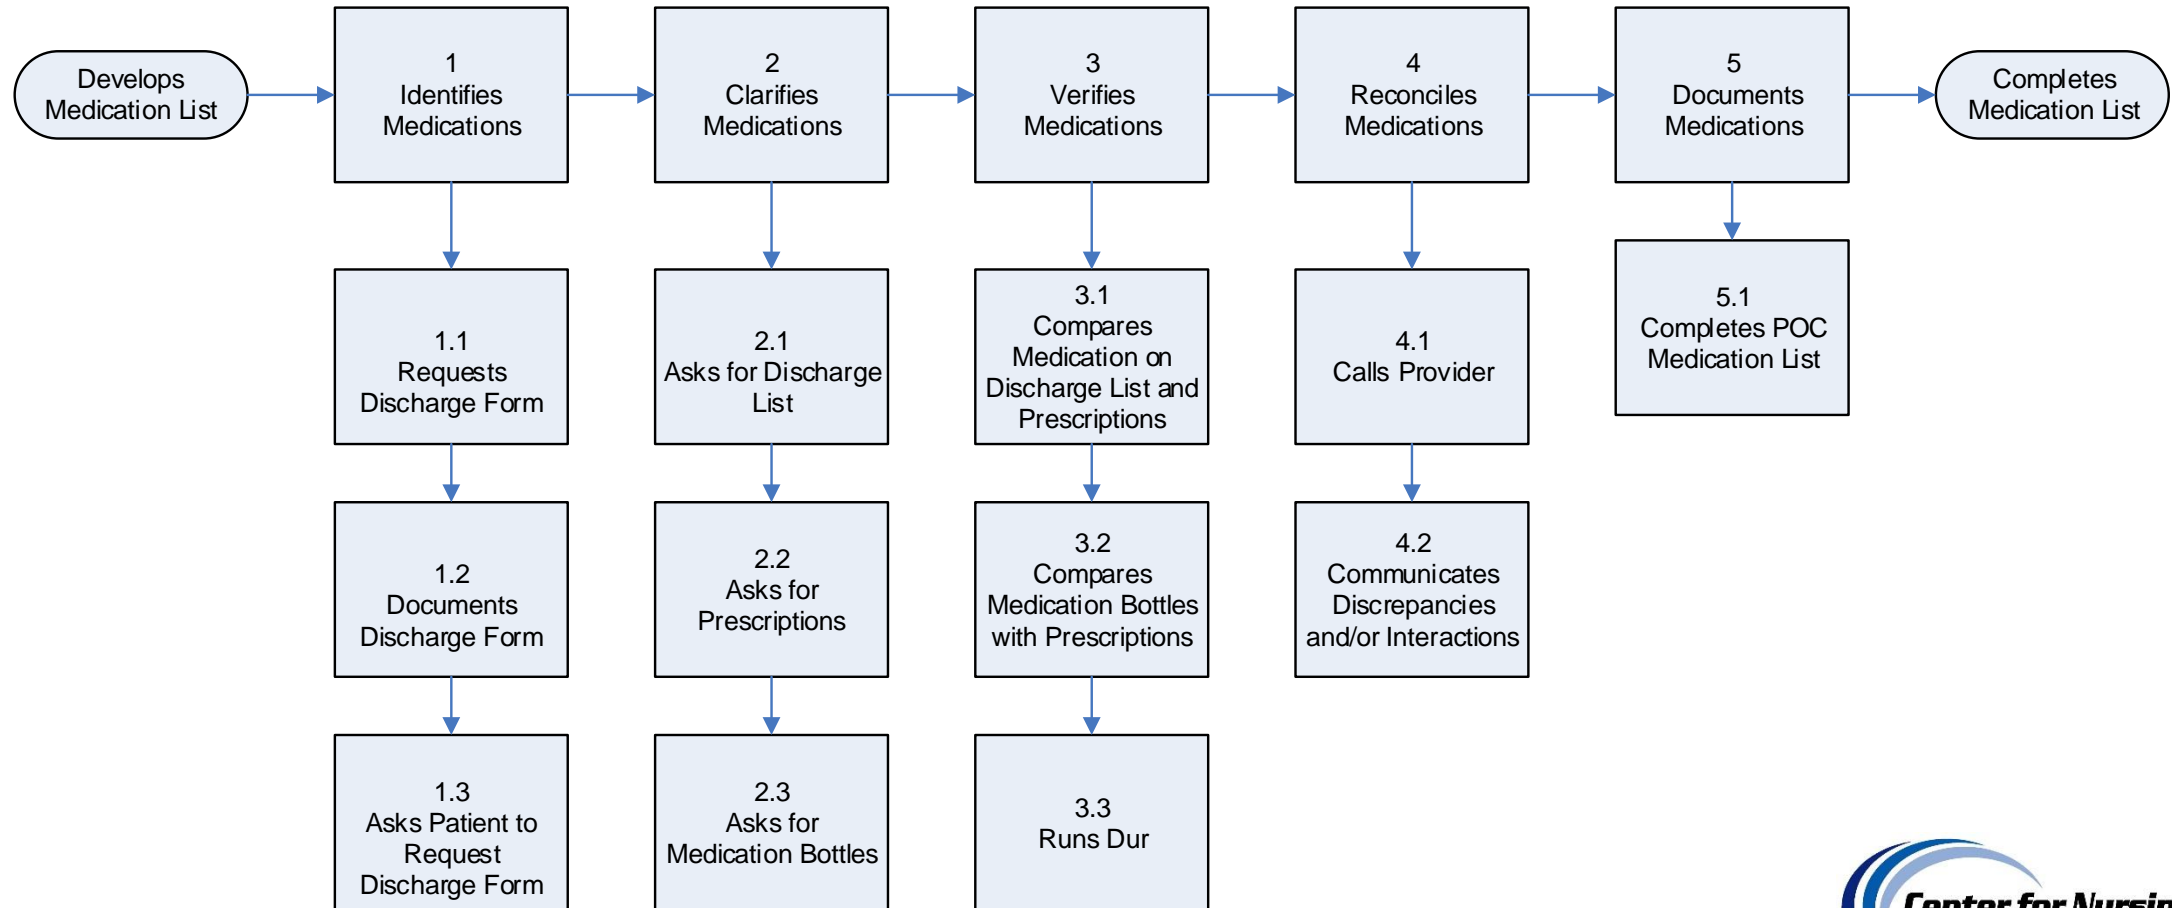 Develops
Medication List
1
Identifies
Medications
2
Clarifies
Medications
3
Verifies
Medications
4
Reconciles
Medications
5
Documents
Medications
Completes
Medication List
1.1
Requests
Discharge Form
2.1
Asks for Discharge
List
3.1
Compares
Medication on
Discharge List and
Prescriptions
4.1
Calls Provider
5.1
Completes POC
Medication List
1.2
Documents
Discharge Form
2.2
Asks for
Prescriptions
3.2
Compares
Medication Bottles
with Prescriptions
4.2
Communicates
Discrepancies
and/or Interactions
1.3
Asks Patient to
Request
Discharge Form
2.3
Asks for
Medication Bottles
3.3
Runs Dur
Center for